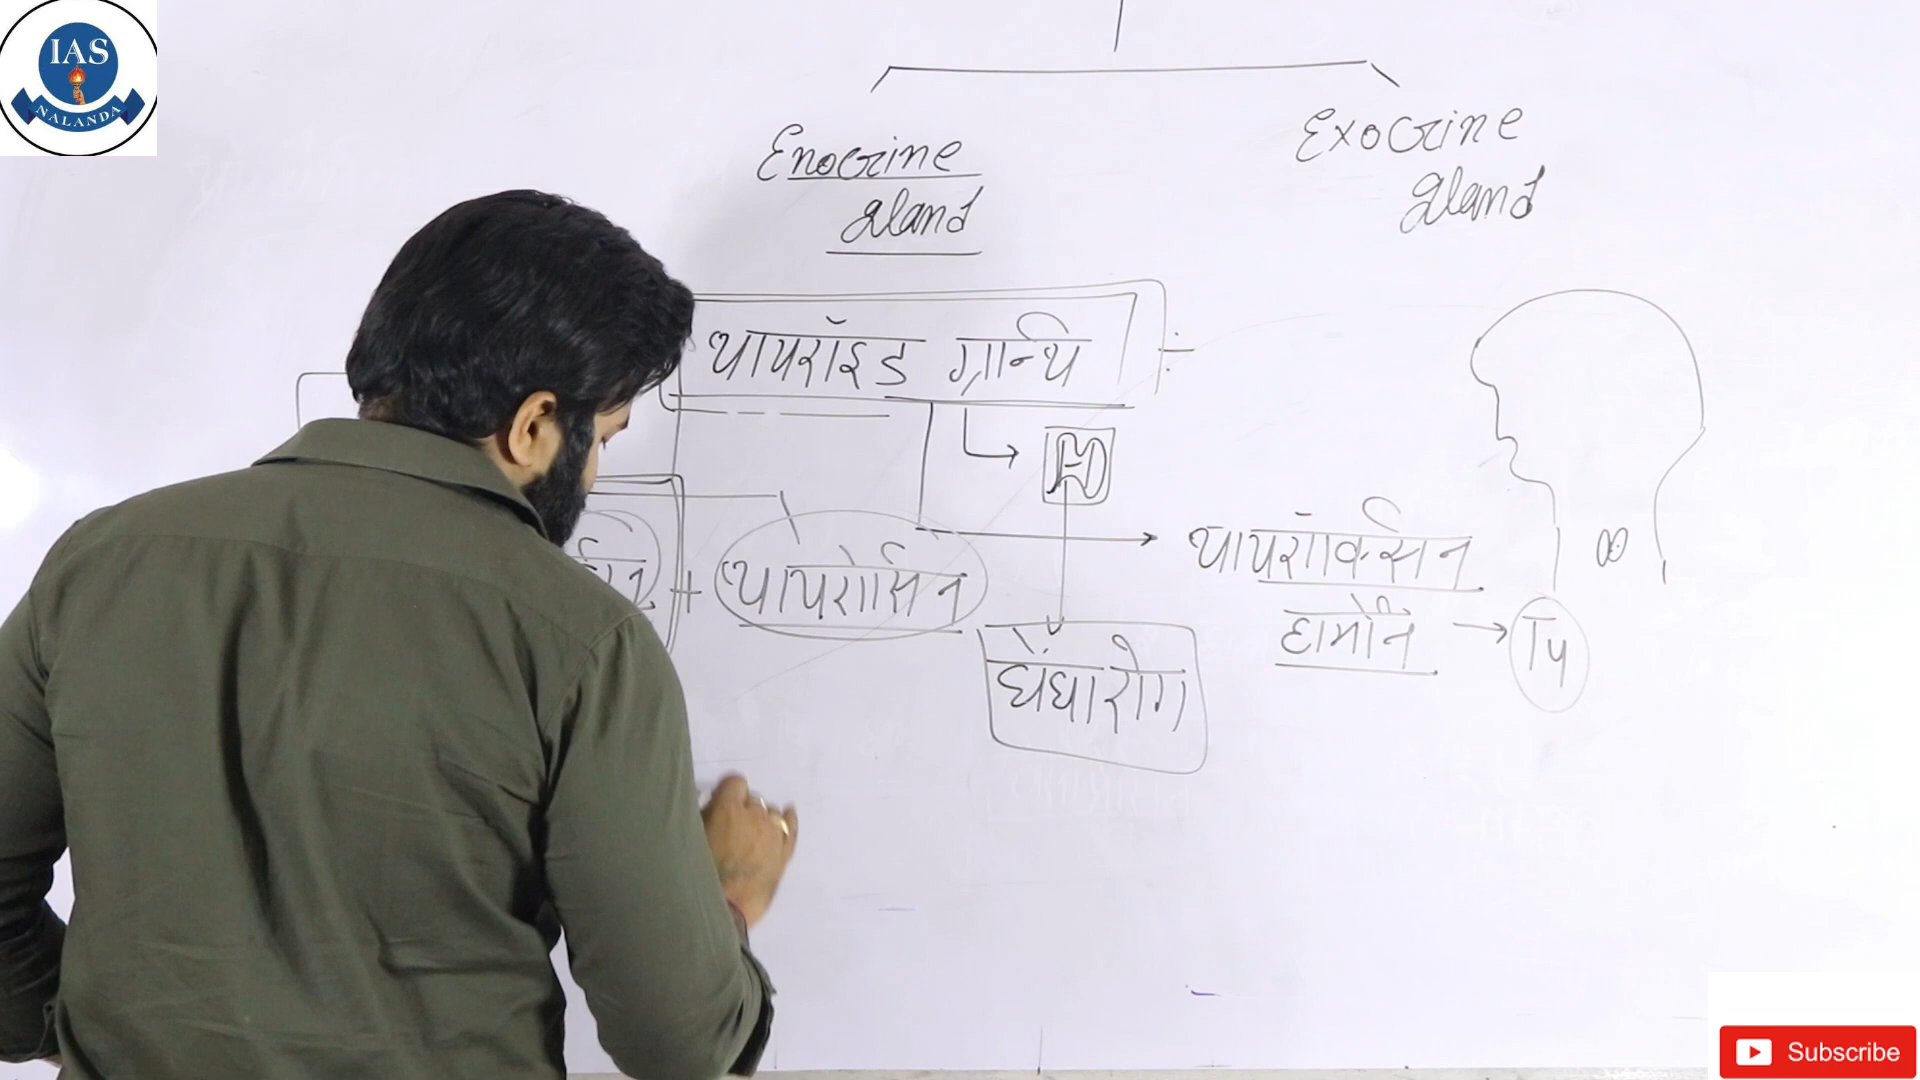 IAS
NALANDA
Enocrine
gland
Exocrine
gland
थायरॉइड ग्रन्थि
+ थायरोसिन
थायरॉक्सिन
हार्मोन → T4
घेंघा रोग
Subscribe